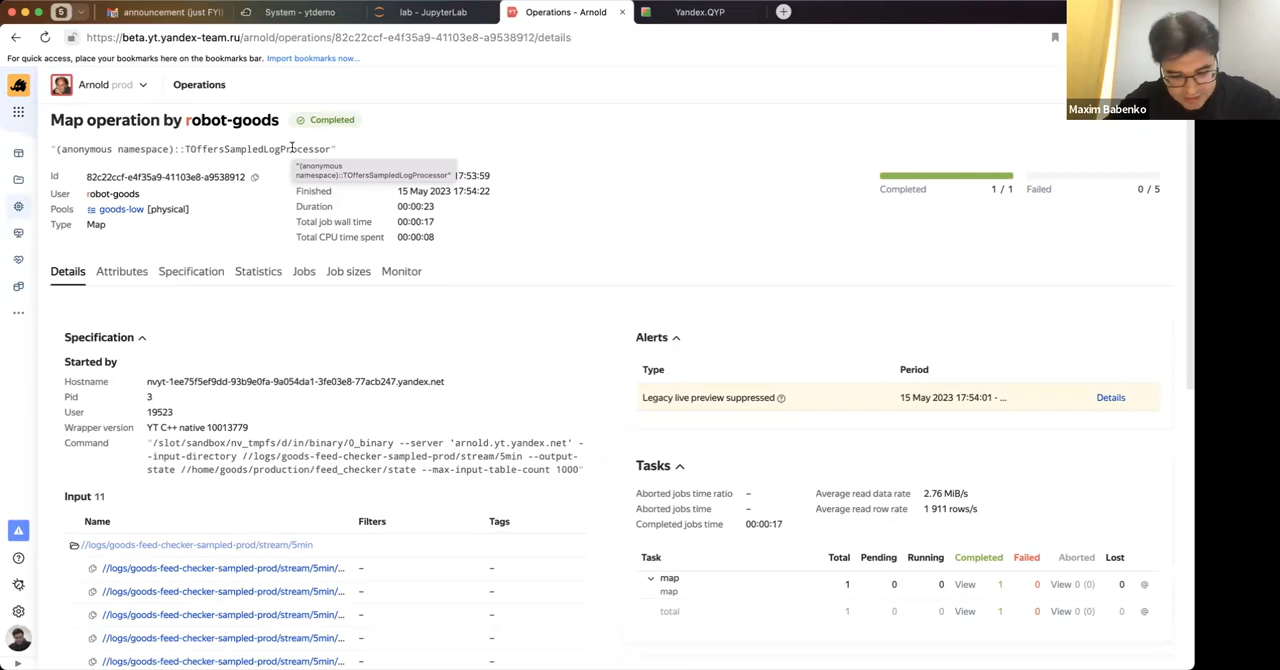 5
announcement (just FYI)
System - ytdemo
lab - JupyterLab
Operations - Arnold
Yandex.QYP
https://beta.yt.yandex-team.ru/arnold/operations/82c22ccf-e4f35a9-41103e8-a9538912/details
For quick access, place your bookmarks here on the bookmarks bar. Import bookmarks now...
Maxim Babenko
Arnold prod
Operations
Map operation by robot-goods
Completed
"(anonymous namespace)::TOffersSampledLogProcessor"
"(anonymous
namespace)::TOffersSampledLogProcessor"
Id 82c22ccf-e4f35a9-41103e8-a9538912
17:53:59
User robot-goods
Finished 15 May 2023 17:54:22
Pools goods-low [physical]
Duration 00:00:23
Type Map
Total job wall time 00:00:17
Total CPU time spent 00:00:08
Completed 1 / 1
Failed 0 / 5
Details Attributes Specification Statistics Jobs Job sizes Monitor
Specification
Started by
Hostname nvyt-1ee75f5ef9dd-93b9e0fa-9a054da1-3fe03e8-77acb247.yandex.net
Pid 3
User 19523
Wrapper version YT C++ native 10013779
Command "/slot/sandbox/nv_tmpfs/d/in/binary/0_binary --server 'arnold.yt.yandex.net' -
-input-directory //logs/goods-feed-checker-sampled-prod/stream/5min --output-
state //home/goods/production/feed_checker/state --max-input-table-count 1000"
Input 11
Name Filters Tags
//logs/goods-feed-checker-sampled-prod/stream/5min
//logs/goods-feed-checker-sampled-prod/stream/5min/... – –
//logs/goods-feed-checker-sampled-prod/stream/5min/... – –
//logs/goods-feed-checker-sampled-prod/stream/5min/... – –
//logs/goods-feed-checker-sampled-prod/stream/5min/... – –
//logs/goods-feed-checker-sampled-prod/stream/5min/... – –
Alerts
Type Period
Legacy live preview suppressed 15 May 2023 17:54:01 - ... Details
Tasks
Aborted jobs time ratio – Average read data rate 2.76 MiB/s
Aborted jobs time – Average read row rate 1 911 rows/s
Completed jobs time 00:00:17
Task Total Pending Running Completed Failed Aborted Lost
map 1 0 0 View 1 0 View 0 (0) 0 @
map
total 1 0 0 View 1 0 View 0 (0) 0 @